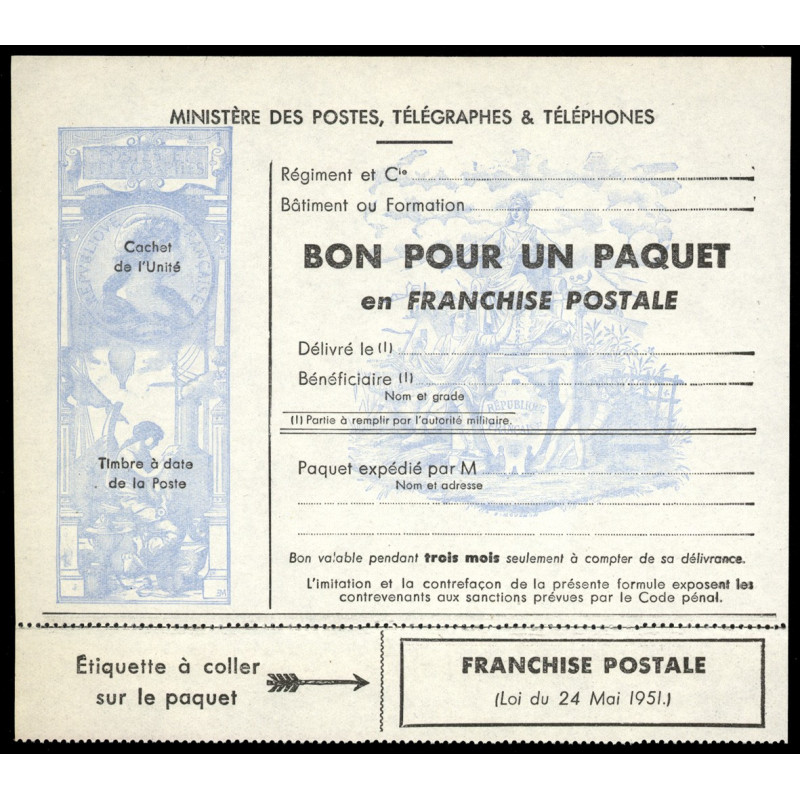 MINISTÈRE DES POSTES, TÉLÉGRAPHES & TÉLÉPHONES
Cachet
de l'Unité
RÉPUBLIQUE FRANÇAISE
Timbre à date
de la Poste
Régiment et Cie
Bâtiment ou Formation
BON POUR UN PAQUET
en FRANCHISE POSTALE
Délivré le (1)
Bénéficiaire (1)
Nom et grade
RÉPUBLIQUE
FRANÇAISE
(1) Partie à remplir par l'autorité militaire.
Paquet expédié par M
Nom et adresse
Bon valable pendant trois mois seulement à compter de sa délivrance.
L'imitation et la contrefaçon de la présente formule exposent les
contrevenants aux sanctions prévues par le Code pénal.
Étiquette à coller
sur le paquet
FRANCHISE POSTALE
(Loi du 24 Mai 1951.)